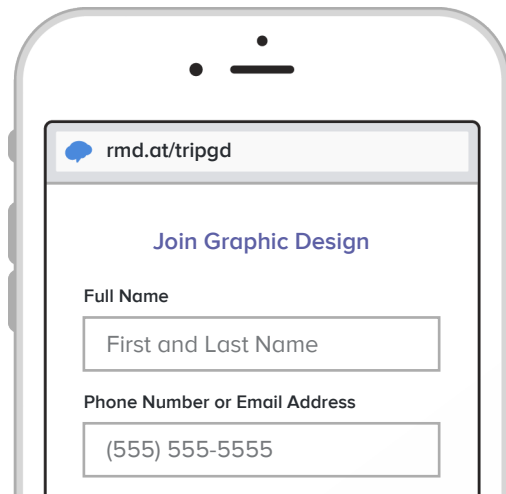 rmd.at/tripgd
Join Graphic Design
Full Name
First and Last Name
Phone Number or Email Address
(555) 555-5555